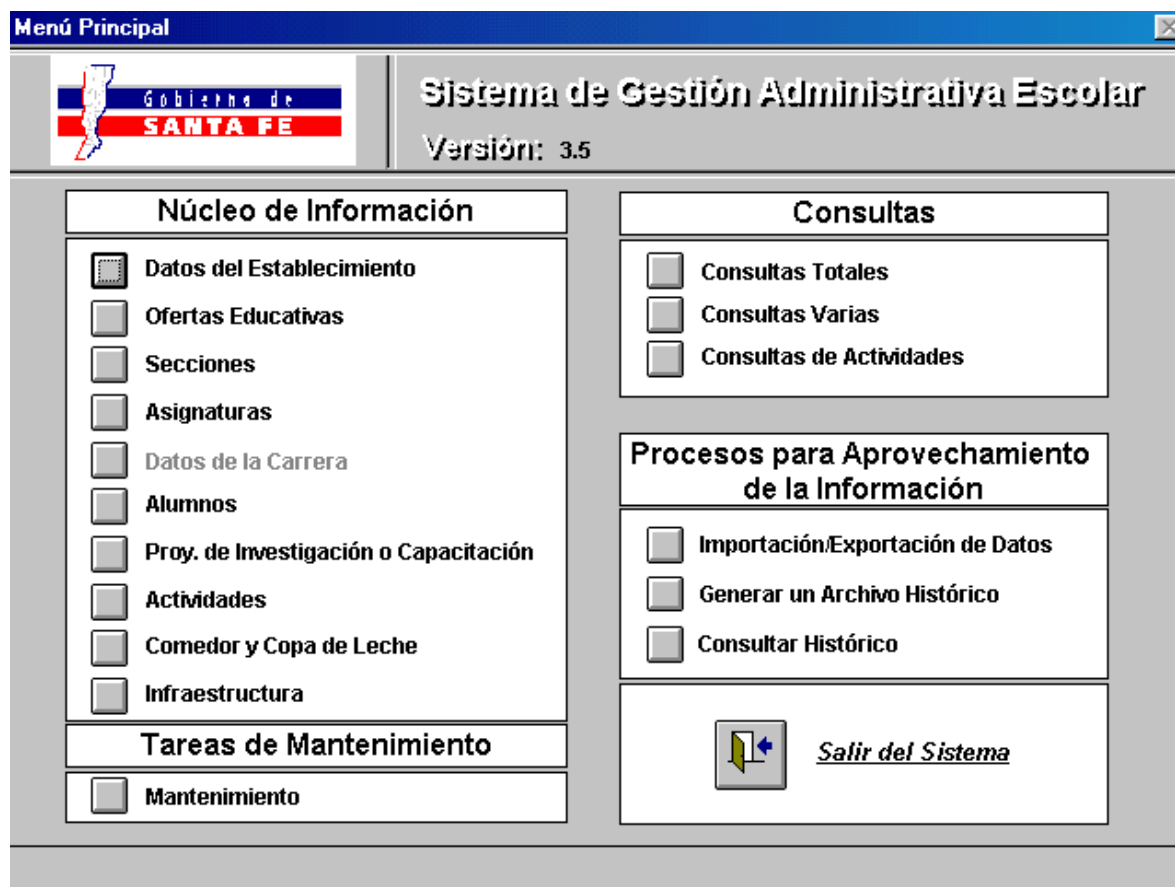 Menú Principal
Gobierno de
SANTA FE
Sistema de Gestión Administrativa Escolar
Versión: 3.5
Núcleo de Información
Datos del Establecimiento
Ofertas Educativas
Secciones
Asignaturas
Datos de la Carrera
Alumnos
Proy. de Investigación o Capacitación
Actividades
Comedor y Copa de Leche
Infraestructura
Tareas de Mantenimiento
Mantenimiento
Consultas
Consultas Totales
Consultas Varias
Consultas de Actividades
Procesos para Aprovechamiento
de la Información
Importación/Exportación de Datos
Generar un Archivo Histórico
Consultar Histórico
Salir del Sistema